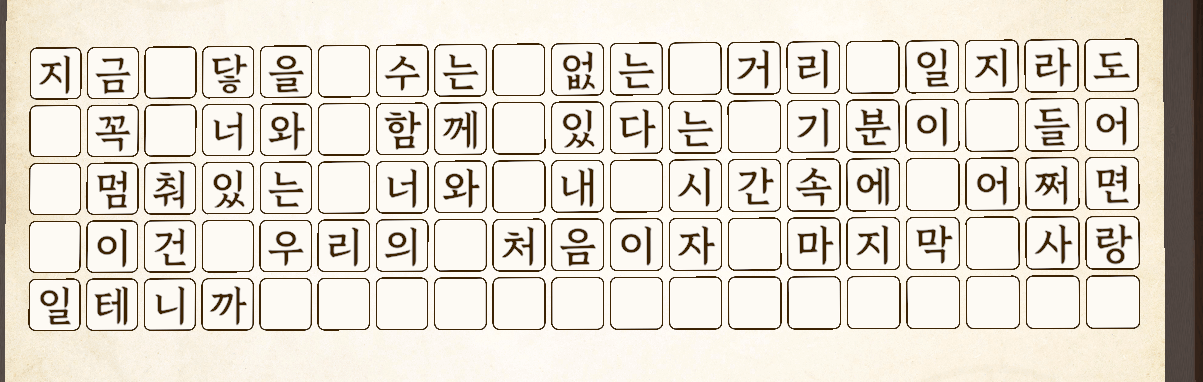 지금 닿을 수는 없는 거리 일지라도
꼭 너와 함께 있다는 기분이 들어
멈춰있는 너와 내 시간속에 어쩌면
이건 우리의 처음이자 마지막 사랑
일테니까